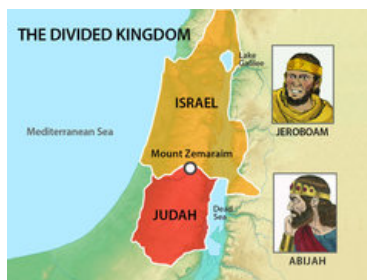 THE DIVIDED KINGDOM
Lake
Galilee
ISRAEL
JEROBOAM
Mediterranean Sea
Mount Zemaraim
JUDAH
Dead
Sea
ABIJAH